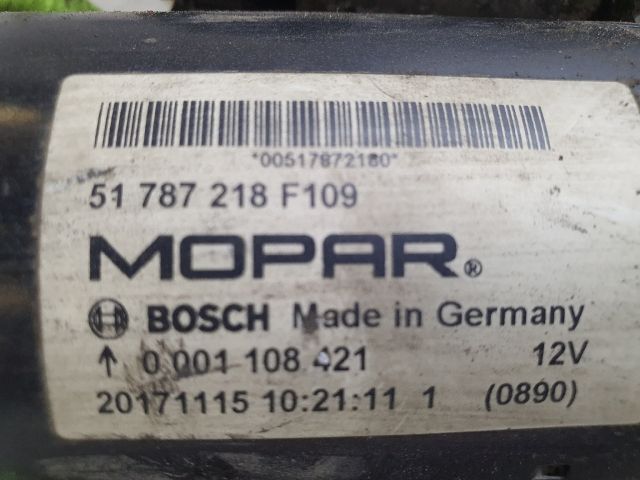 *00517872180*
51 787 218 F109
MOPAR®
BOSCH Made in Germany
↑ 0 001 108 421 12V
20171115 10:21:11 1 (0890)